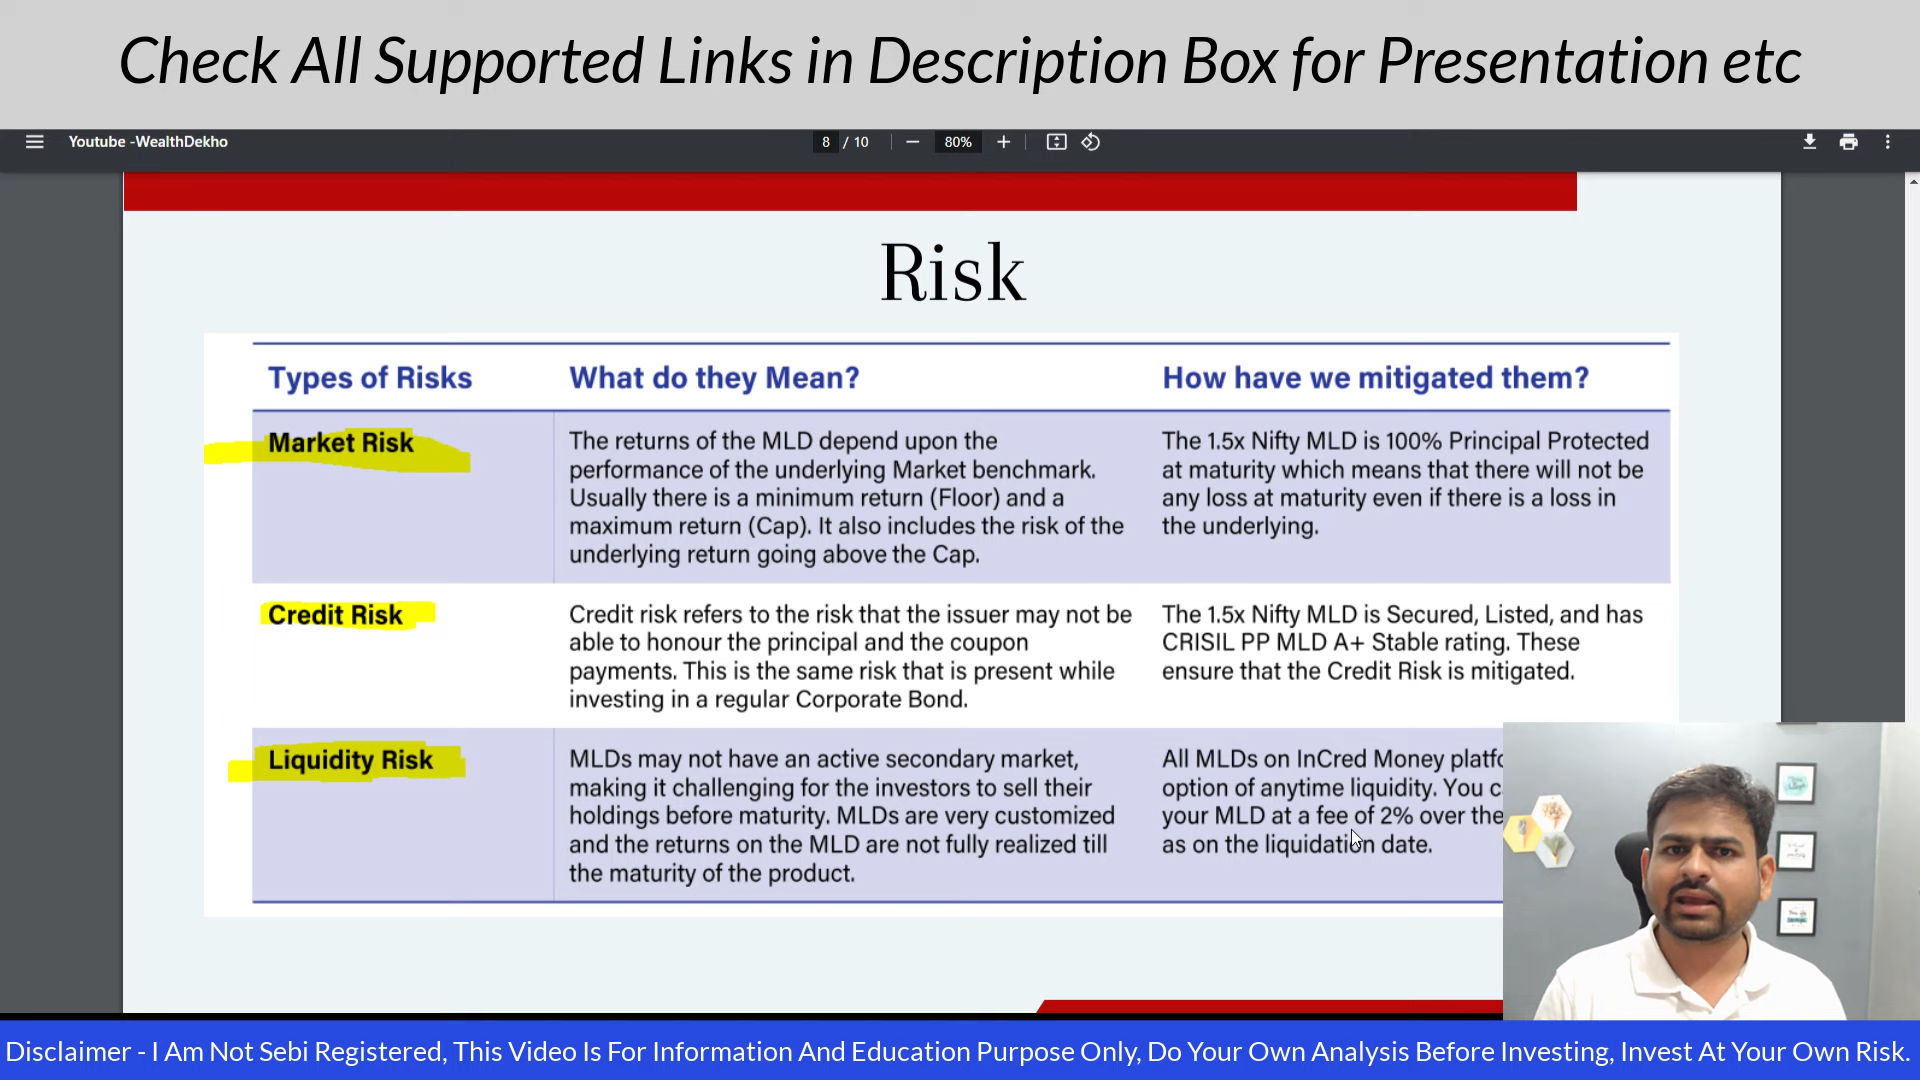 Check All Supported Links in Description Box for Presentation etc
Youtube -WealthDekho
8 / 10
80%
Risk
Types of Risks
What do they Mean?
How have we mitigated them?
Market Risk
The returns of the MLD depend upon the
performance of the underlying Market benchmark.
Usually there is a minimum return (Floor) and a
maximum return (Cap). It also includes the risk of the
underlying return going above the Cap.
The 1.5x Nifty MLD is 100% Principal Protected
at maturity which means that there will not be
any loss at maturity even if there is a loss in
the underlying.
Credit Risk
Credit risk refers to the risk that the issuer may not be
able to honour the principal and the coupon
payments. This is the same risk that is present while
investing in a regular Corporate Bond.
The 1.5x Nifty MLD is Secured, Listed, and has
CRISIL PP MLD A+ Stable rating. These
ensure that the Credit Risk is mitigated.
Liquidity Risk
MLDs may not have an active secondary market,
making it challenging for the investors to sell their
holdings before maturity. MLDs are very customized
and the returns on the MLD are not fully realized till
the maturity of the product.
All MLDs on InCred Money
option of anytime liquidity. You
your MLD at a fee of 2% over the
as on the liquidation date.
Disclaimer - I Am Not Sebi Registered, This Video Is For Information And Education Purpose Only, Do Your Own Analysis Before Investing, Invest At Your Own Risk.